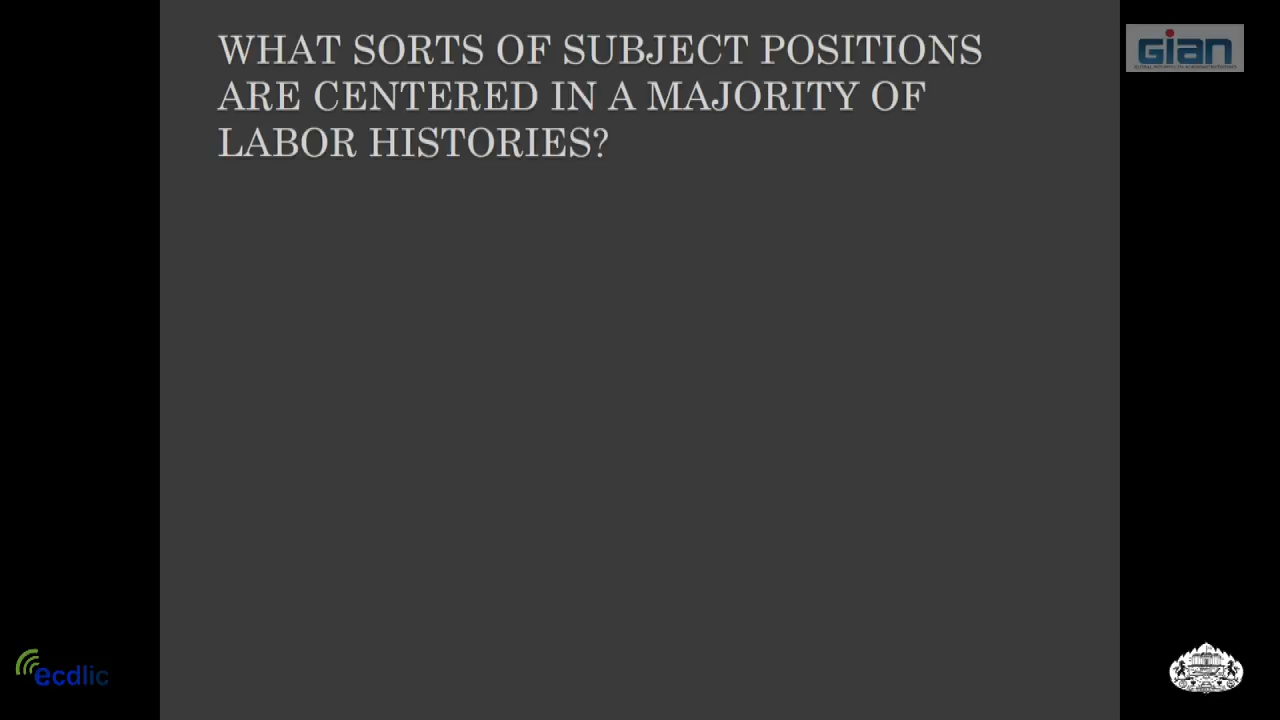 WHAT SORTS OF SUBJECT POSITIONS
ARE CENTERED IN A MAJORITY OF
LABOR HISTORIES?
Gian
ecdlic